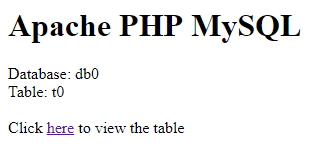 Apache PHP MySQL
Database: db0
Table: t0
Click here to view the table